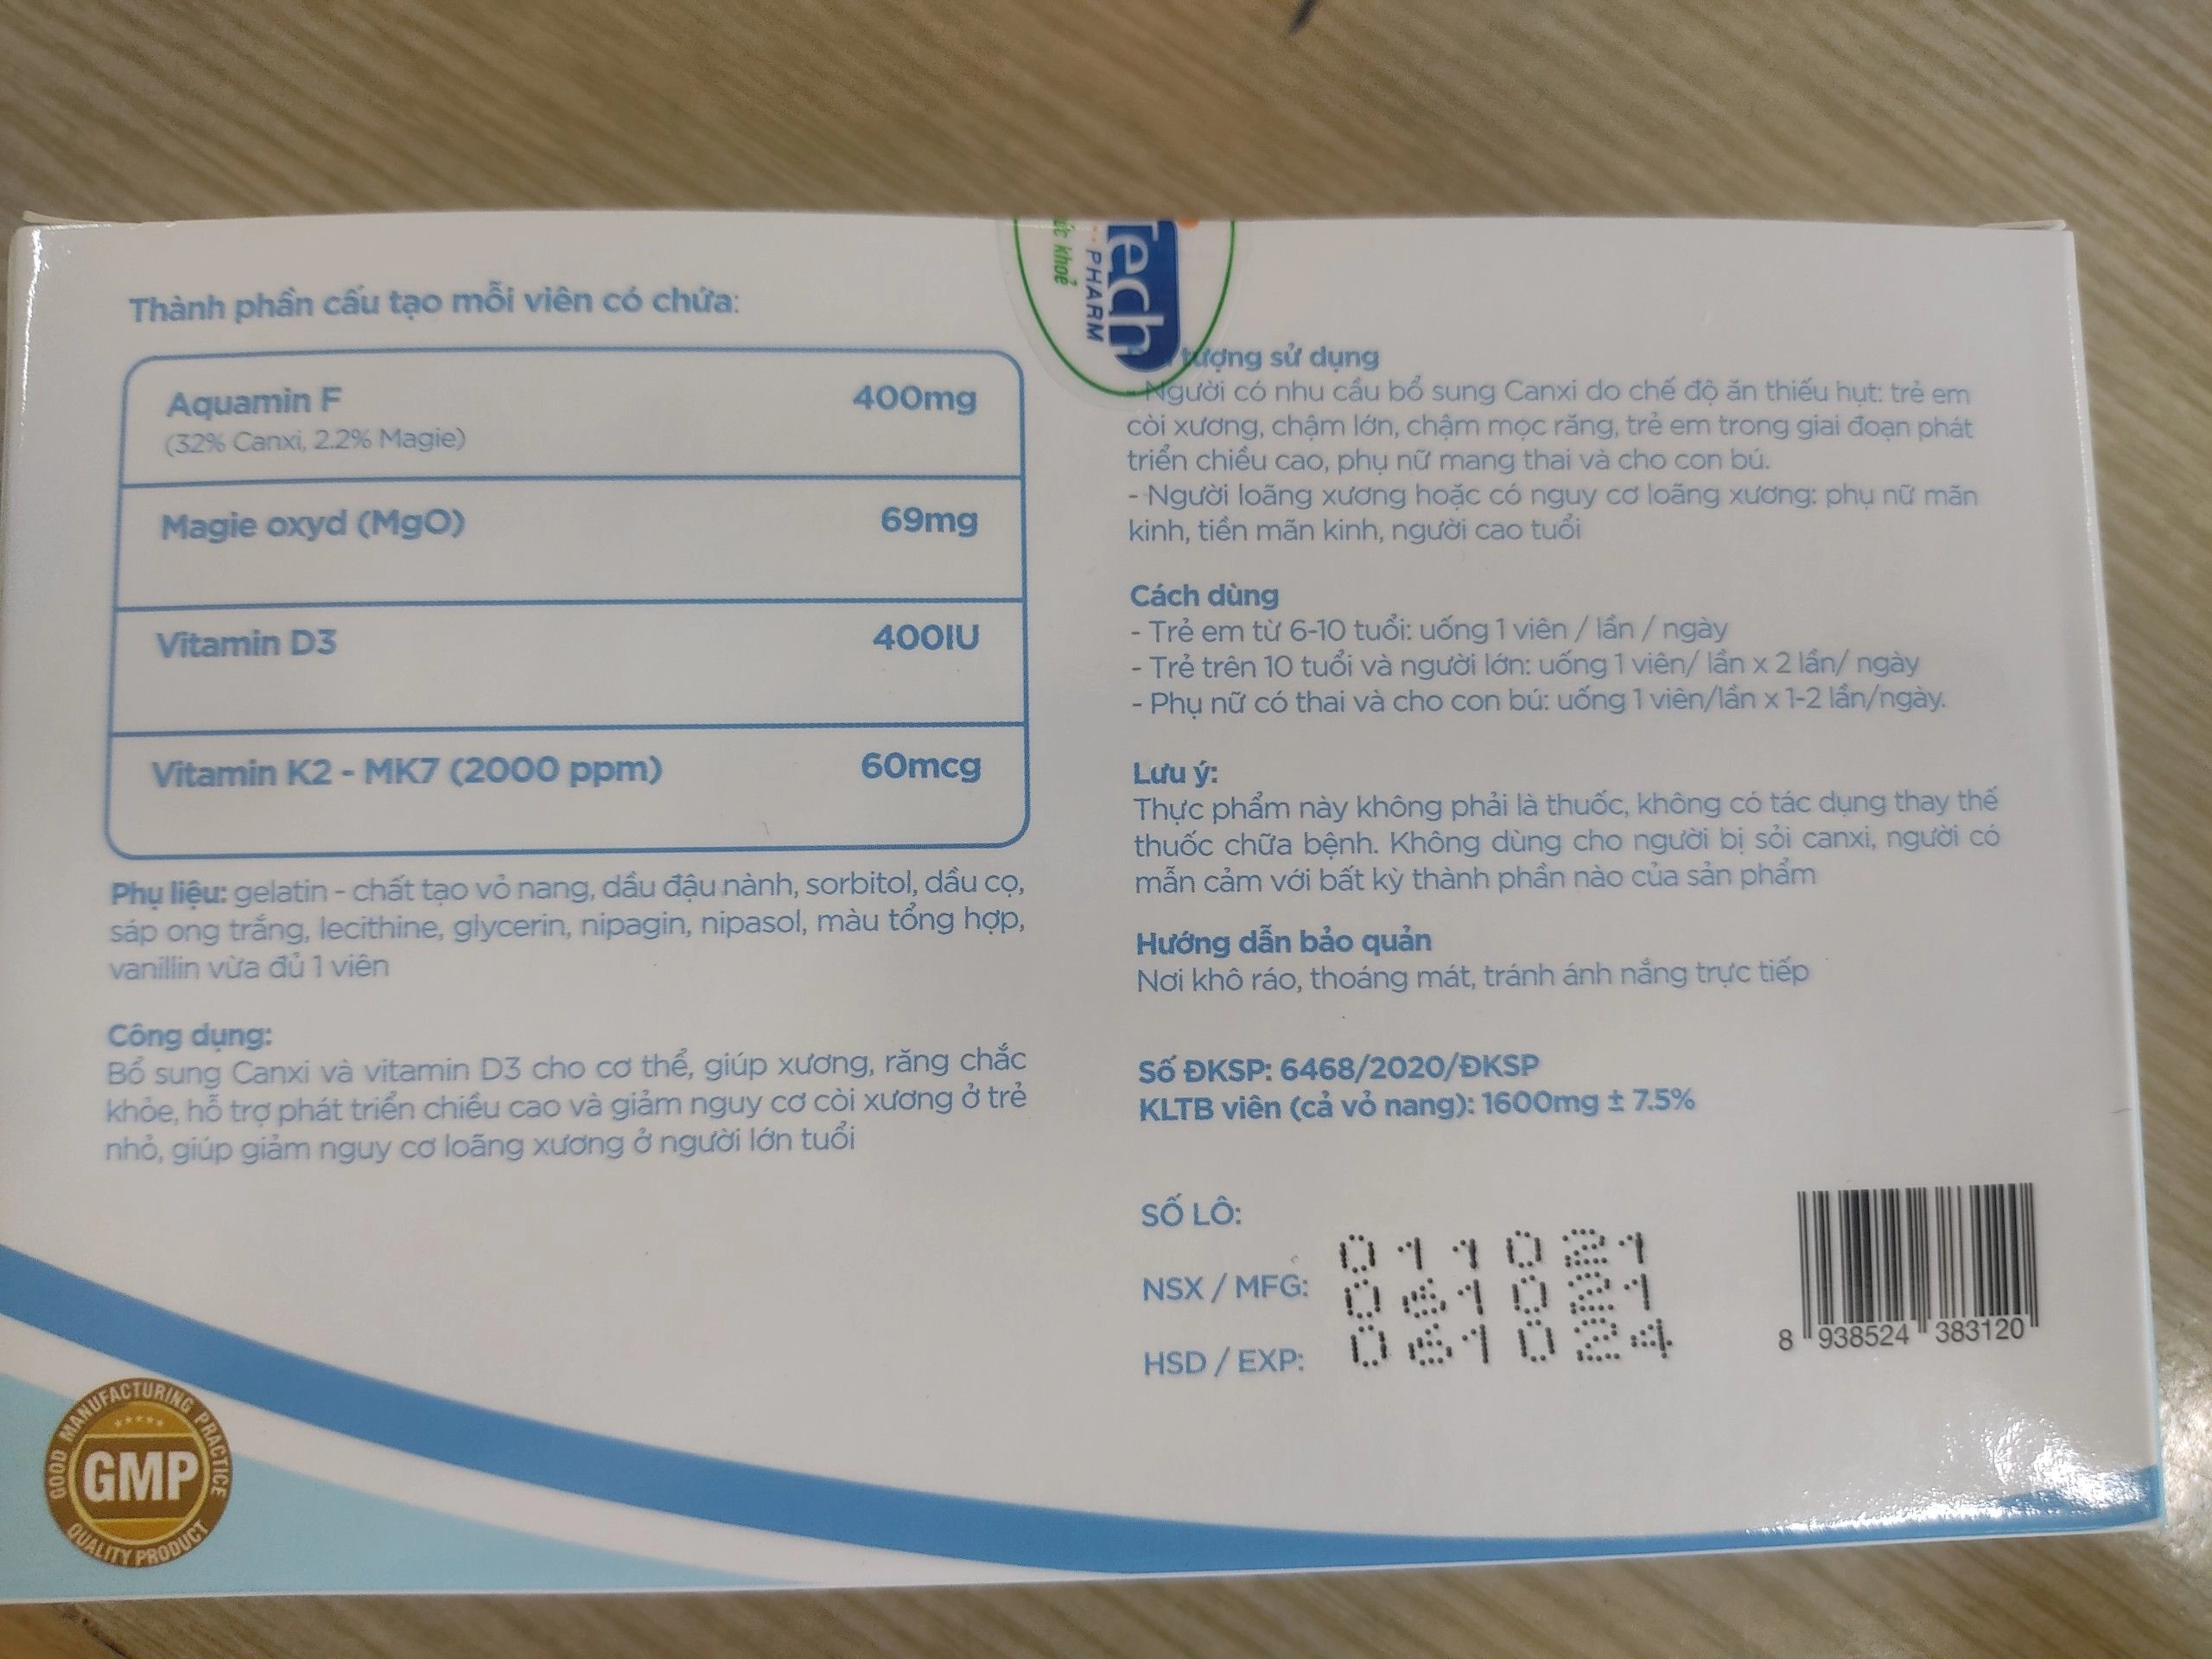 Thành phần cấu tạo mỗi viên có chứa:
Aquamin F 400mg
(32% Canxi, 2.2% Magie)
Magie oxyd (MgO) 69mg
Vitamin D3 400IU
Vitamin K2 - MK7 (2000 ppm) 60mcg
Phụ liệu: gelatin - chất tạo vỏ nang, dầu đậu nành, sorbitol, dầu cọ,
sáp ong trắng, lecithine, glycerin, nipagin, nipasol, màu tổng hợp,
vanillin vừa đủ 1 viên
Công dụng:
Bổ sung Canxi và vitamin D3 cho cơ thể, giúp xương, răng chắc
khỏe, hỗ trợ phát triển chiều cao và giảm nguy cơ còi xương ở trẻ
nhỏ, giúp giảm nguy cơ loãng xương ở người lớn tuổi
GOOD MANUFACTURING PRACTICE
GMP
QUALITY PRODUCT
Tech
PHARM
khoẻ
tượng sử dụng
- Người có nhu cầu bổ sung Canxi do chế độ ăn thiếu hụt: trẻ em
còi xương, chậm lớn, chậm mọc răng, trẻ em trong giai đoạn phát
triển chiều cao, phụ nữ mang thai và cho con bú.
- Người loãng xương hoặc có nguy cơ loãng xương: phụ nữ mãn
kinh, tiền mãn kinh, người cao tuổi
Cách dùng
- Trẻ em từ 6-10 tuổi: uống 1 viên / lần / ngày
- Trẻ trên 10 tuổi và người lớn: uống 1 viên/ lần x 2 lần/ ngày
- Phụ nữ có thai và cho con bú: uống 1 viên/lần x 1-2 lần/ngày.
Lưu ý:
Thực phẩm này không phải là thuốc, không có tác dụng thay thế
thuốc chữa bệnh. Không dùng cho người bị sỏi canxi, người có
mẫn cảm với bất kỳ thành phần nào của sản phẩm
Hướng dẫn bảo quản
Nơi khô ráo, thoáng mát, tránh ánh nắng trực tiếp
Số ĐKSP: 6468/2020/ĐKSP
KLTB viên (cả vỏ nang): 1600mg ± 7.5%
SỐ LÔ: 011021
NSX / MFG: 061021
HSD / EXP: 061024
8 938524 383120